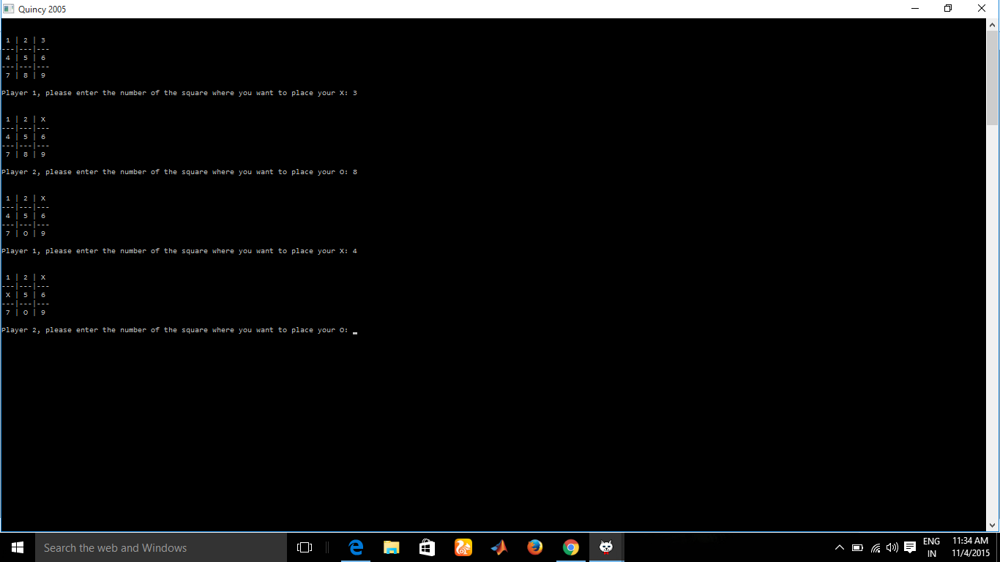 Quincy 2005
1 | 2 | 3
---|---|---
4 | 5 | 6
---|---|---
7 | 8 | 9
Player 1, please enter the number of the square where you want to place your X: 3
1 | 2 | X
---|---|---
4 | 5 | 6
---|---|---
7 | 8 | 9
Player 2, please enter the number of the square where you want to place your O: 8
1 | 2 | X
---|---|---
4 | 5 | 6
---|---|---
7 | O | 9
Player 1, please enter the number of the square where you want to place your X: 4
1 | 2 | X
---|---|---
X | 5 | 6
---|---|---
7 | O | 9
Player 2, please enter the number of the square where you want to place your O: _
Search the web and Windows
ENG
IN
11:34 AM
11/4/2015